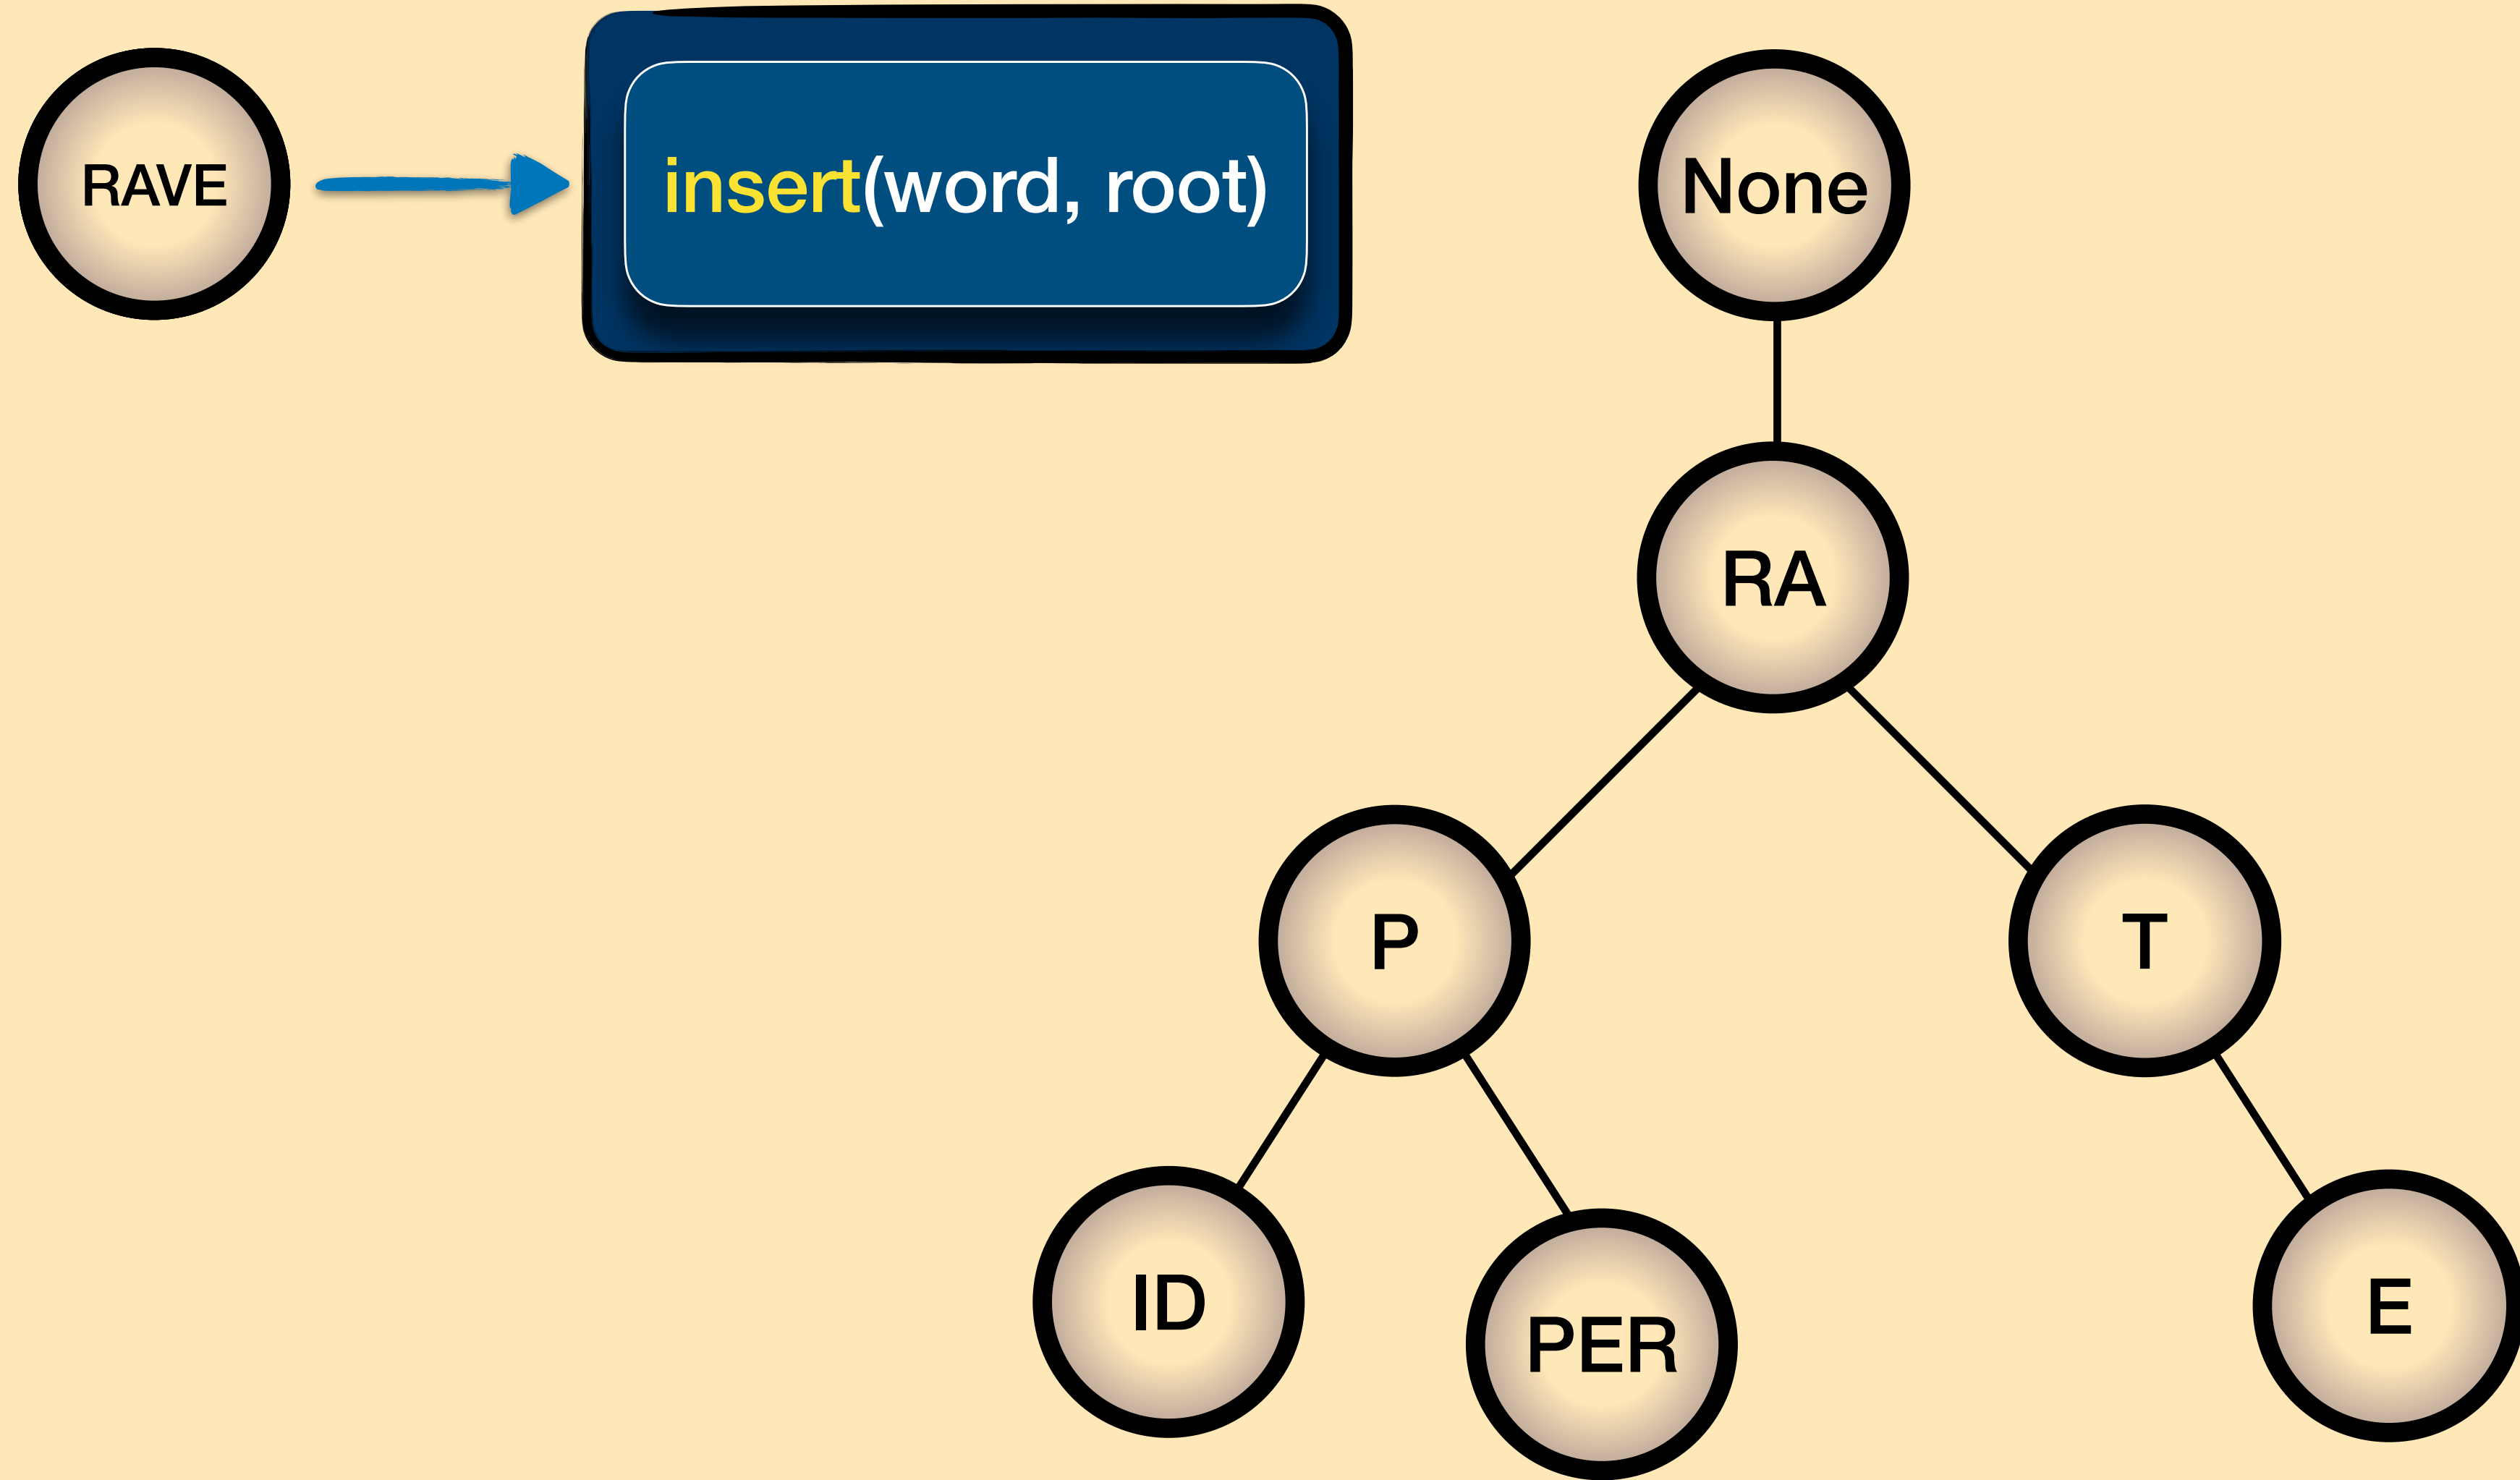 RAVE
insert(word, root)
None
RA
P
T
ID
PER
E